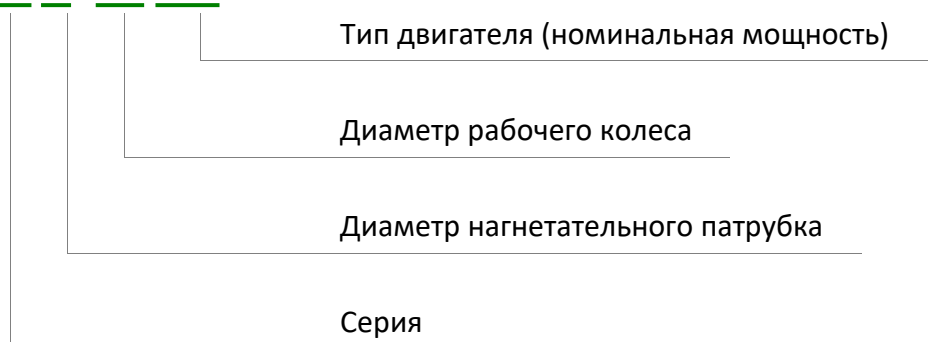 Тип двигателя (номинальная мощность)
Диаметр рабочего колеса
Диаметр нагнетательного патрубка
Серия